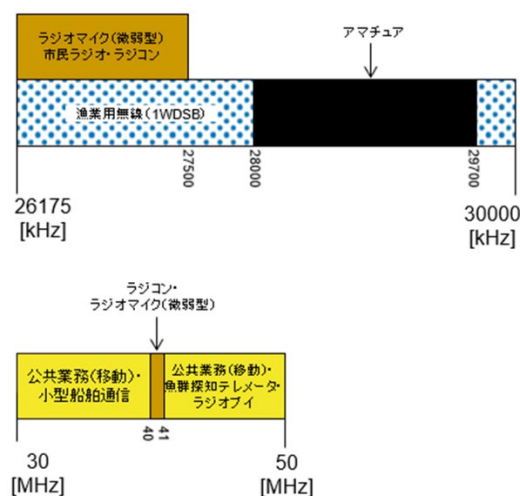 ラジオマイク(微弱型)
市民ラジオ・ラジコン
アマチュア
漁業用無線(1WDSB)
27500
28000
29700
26175
[kHz]
30000
[kHz]
ラジコン・
ラジオマイク(微弱型)
公共業務(移動)・
小型船舶通信
公共業務(移動)・
魚群探知テレメータ・
ラジオブイ
40
41
30
[MHz]
50
[MHz]